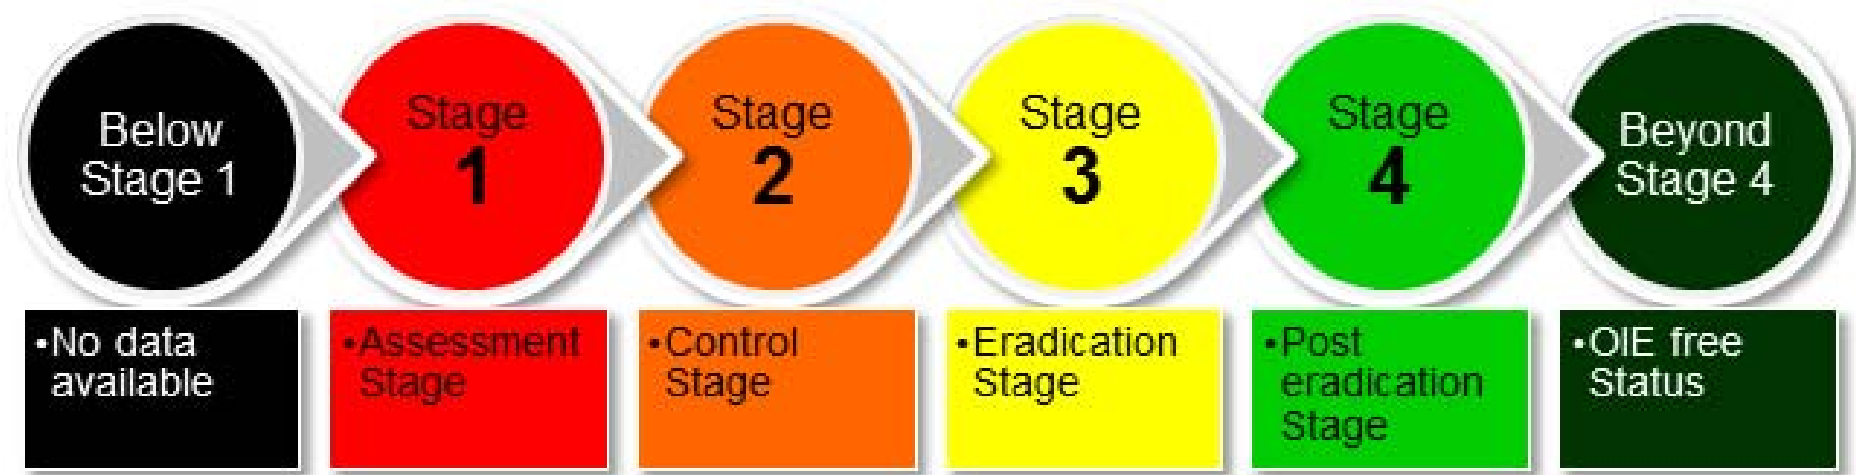 Below
Stage 1
Stage
1
Stage
2
Stage
3
Stage
4
Beyond
Stage 4
•No data
available
•Assessment
Stage
•Control
Stage
•Eradication
Stage
•Post
eradication
Stage
•OIE free
Status